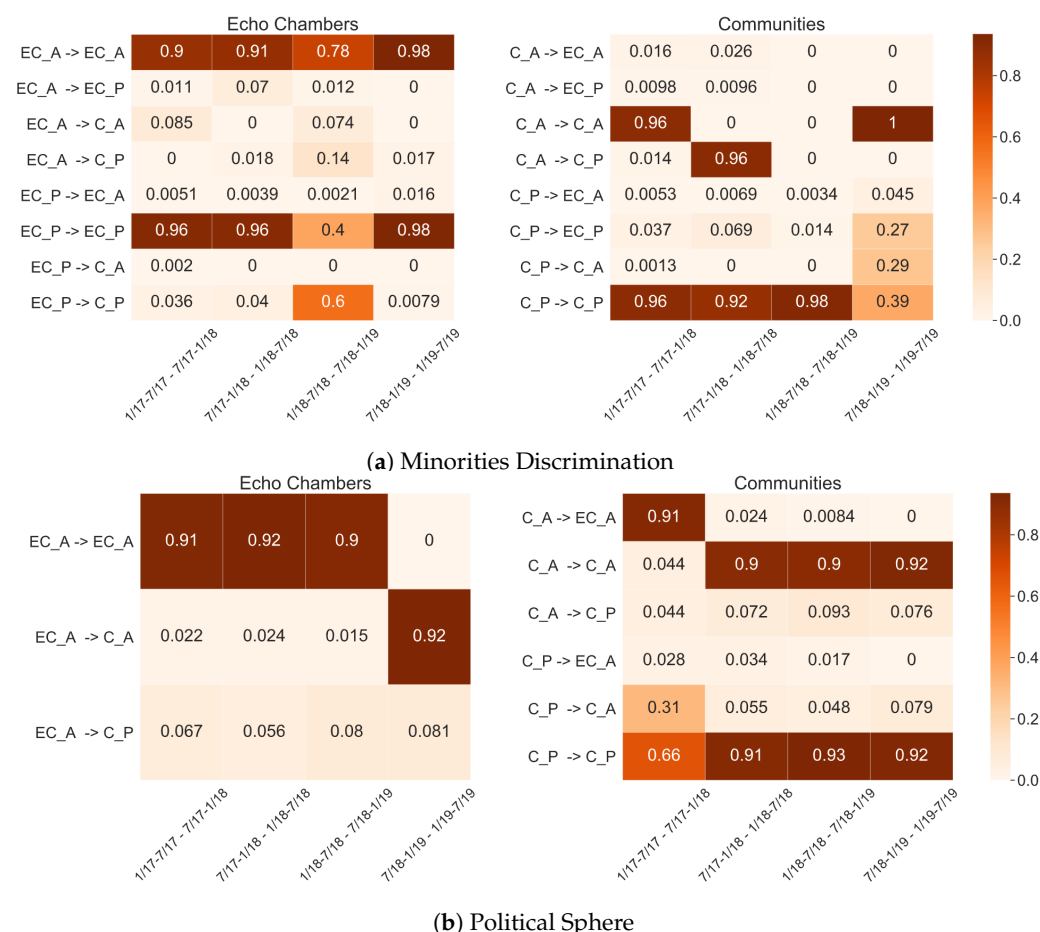 Echo Chambers Communities
EC_A -> EC_A 0.9 0.91 0.78 0.98 C_A -> EC_A 0.016 0.026 0 0
EC_A -> EC_P 0.011 0.07 0.012 0 C_A -> EC_P 0.0098 0.0096 0 0 0.8
EC_A -> C_A 0.085 0 0.074 0 C_A -> C_A 0.96 0 0 1 0.6
EC_A -> C_P 0 0.018 0.14 0.017 C_A -> C_P 0.014 0.96 0 0
EC_P -> EC_A 0.0051 0.0039 0.0021 0.016 C_P -> EC_A 0.0053 0.0069 0.0034 0.045 0.4
EC_P -> EC_P 0.96 0.96 0.4 0.98 C_P -> EC_P 0.037 0.069 0.014 0.27
EC_P -> C_A 0.002 0 0 0 C_P -> C_A 0.0013 0 0 0.29 0.2
EC_P -> C_P 0.036 0.04 0.6 0.0079 C_P -> C_P 0.96 0.92 0.98 0.39 0.0
1/17-7/17 - 7/17-1/18 7/17-1/18 - 1/18-7/18 1/18-7/18 - 7/18-1/19 7/18-1/19 - 1/19-7/19 1/17-7/17 - 7/17-1/18 7/17-1/18 - 1/18-7/18 1/18-7/18 - 7/18-1/19 7/18-1/19 - 1/19-7/19
(a) Minorities Discrimination
Echo Chambers Communities
EC_A -> EC_A 0.91 0.92 0.9 0
EC_A -> C_A 0.022 0.024 0.015 0.92
EC_A -> C_P 0.067 0.056 0.08 0.081
C_A -> EC_A 0.91 0.024 0.0084 0
C_A -> C_A 0.044 0.9 0.9 0.92
C_A -> C_P 0.044 0.072 0.093 0.076
C_P -> EC_A 0.028 0.034 0.017 0
C_P -> C_A 0.31 0.055 0.048 0.079
C_P -> C_P 0.66 0.91 0.93 0.92
0.8
0.6
0.4
0.2
0.0
1/17-7/17 - 7/17-1/18 7/17-1/18 - 1/18-7/18 1/18-7/18 - 7/18-1/19 7/18-1/19 - 1/19-7/19 1/17-7/17 - 7/17-1/18 7/17-1/18 - 1/18-7/18 1/18-7/18 - 7/18-1/19 7/18-1/19 - 1/19-7/19
(b) Political Sphere